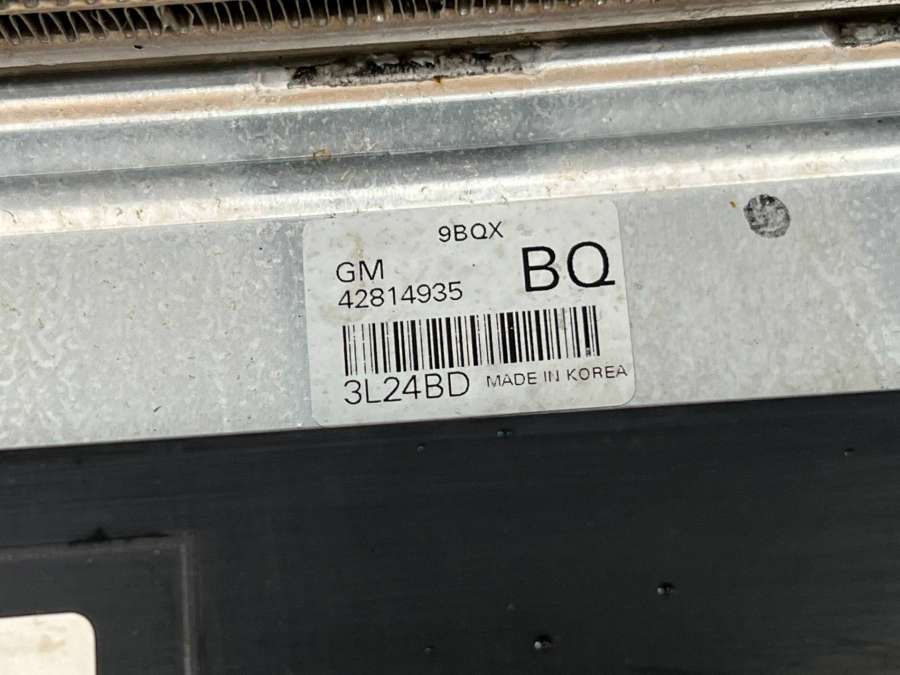 9BQX
GM
BQ
42814935
3L24BD MADE IN KOREA